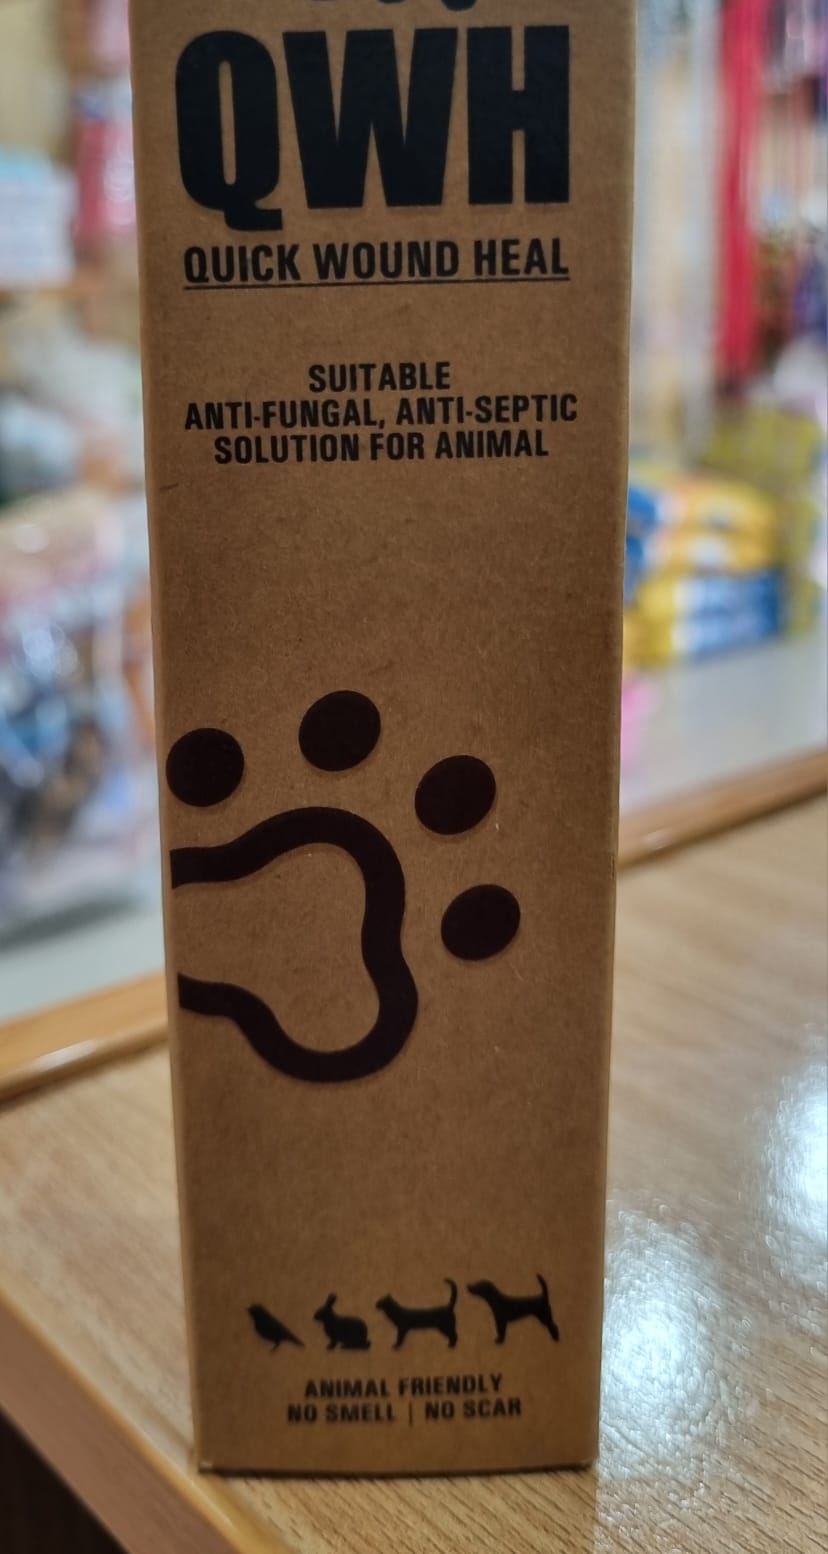 QWH
QUICK WOUND HEAL
SUITABLE
ANTI-FUNGAL, ANTI-SEPTIC
SOLUTION FOR ANIMAL
ANIMAL FRIENDLY
NO SMELL | NO SCAR